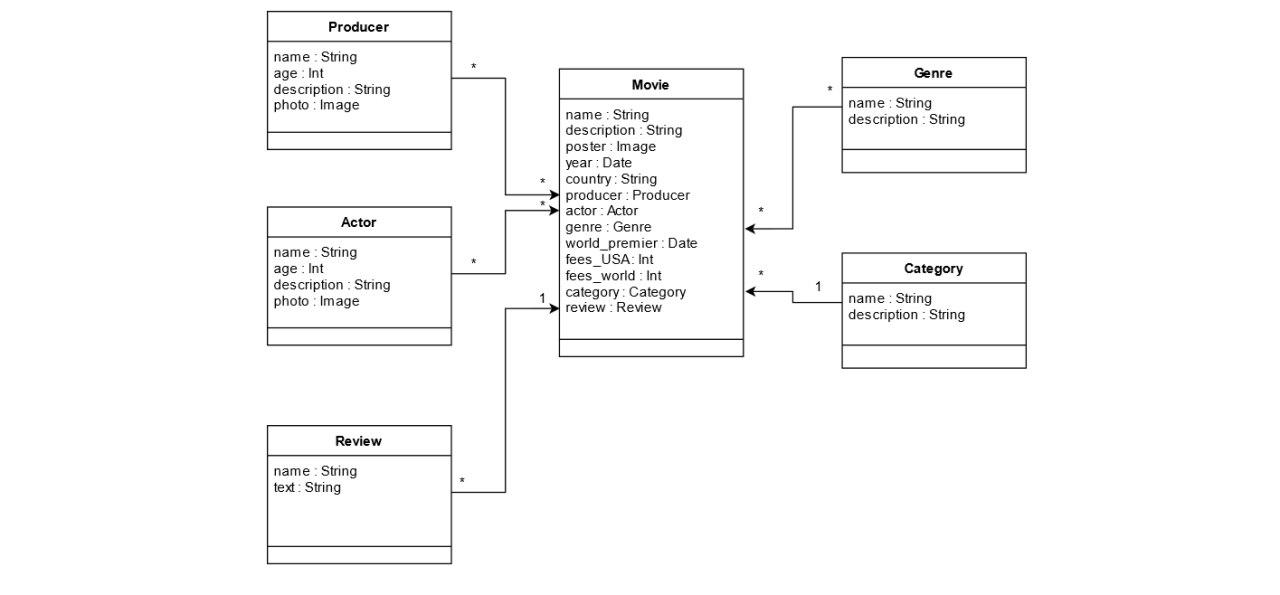 Producer
name : String
age : Int
description : String
photo : Image
*
*
Actor
name : String
age : Int
description : String
photo : Image
*
*
Review
name : String
text : String
*
1
Movie
name : String
description : String
poster : Image
year : Date
country : String
producer : Producer
actor : Actor
genre : Genre
world_premier : Date
fees_USA: Int
fees_world : Int
category : Category
review : Review
Genre
name : String
description : String
*
*
Category
name : String
description : String
1
*